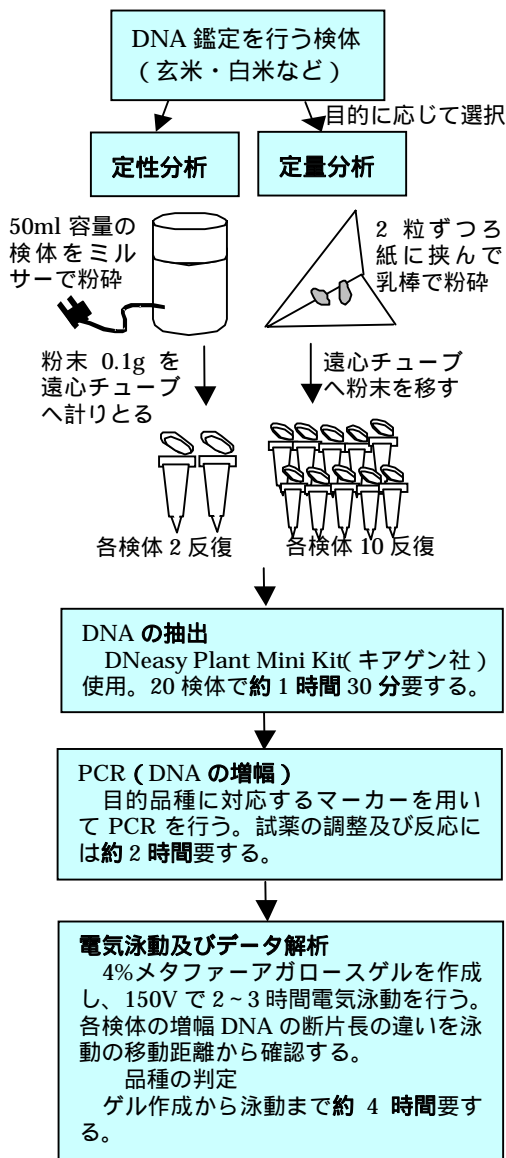 DNA 鑑定を行う検体
（玄米・白米など）
目的に応じて選択
定性分析
定量分析
50ml 容量の
検体をミル
サーで粉砕
2 粒ずつろ
紙に挟んで
乳棒で粉砕
粉末 0.1g を
遠心チューブ
へ計りとる
遠心チューブ
へ粉末を移す
各検体 2 反復
各検体 10 反復
DNA の抽出
DNeasy Plant Mini Kit(キアゲン社)
使用。20 検体で約 1 時間 30 分要する。
PCR（DNA の増幅）
目的品種に対応するマーカーを用い
て PCR を行う。試薬の調整及び反応に
は約 2 時間要する。
電気泳動及びデータ解析
4%メタファーアガロースゲルを作成
し、150V で 2~3 時間電気泳動を行う。
各検体の増幅 DNA の断片長の違いを泳
動の移動距離から確認する。
品種の判定
ゲル作成から泳動まで約 4 時間要す
る。